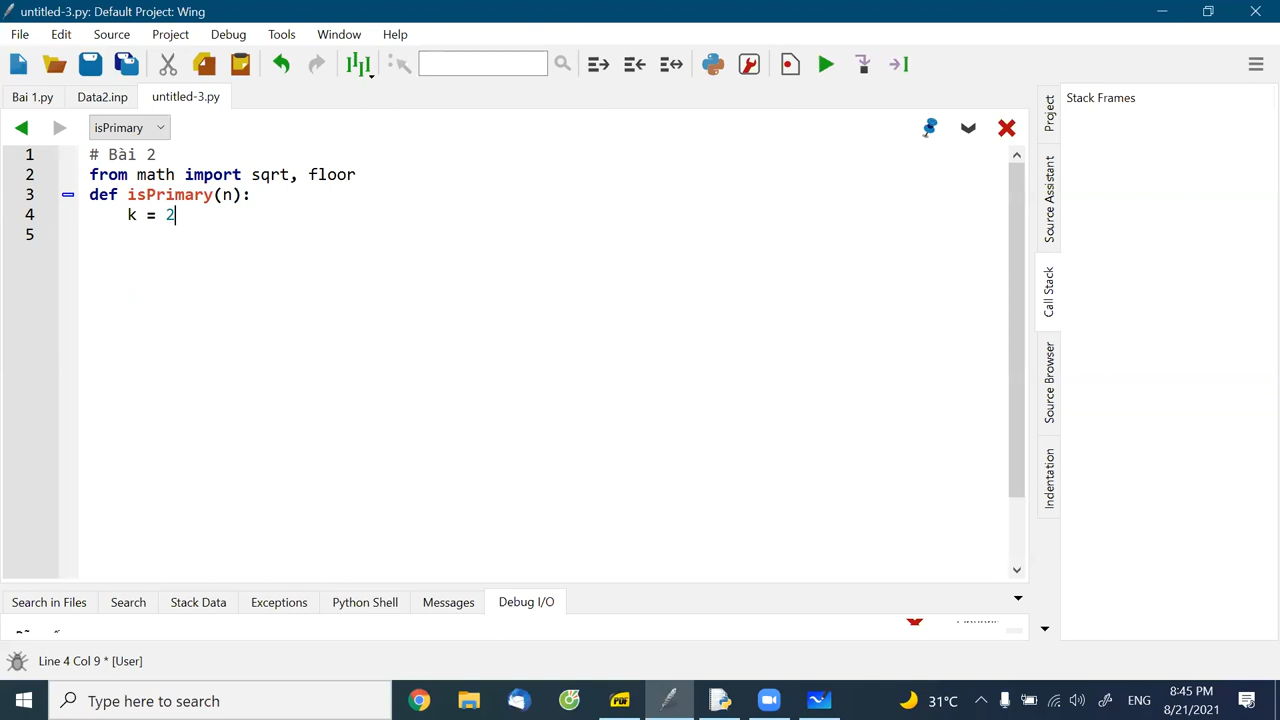 untitled-3.py: Default Project: Wing
File Edit Source Project Debug Tools Window Help
Bai 1.py Data2.inp untitled-3.py
isPrimary
1 # Bài 2
2 from math import sqrt, floor
3 def isPrimary(n):
4 k = 2
5
Project
Source Assistant
Call Stack
Source Browser
Indentation
Stack Frames
Search in Files Search Stack Data Exceptions Python Shell Messages Debug I/O
Line 4 Col 9 * [User]
Type here to search
PDF
31°C
ENG
8:45 PM
8/21/2021